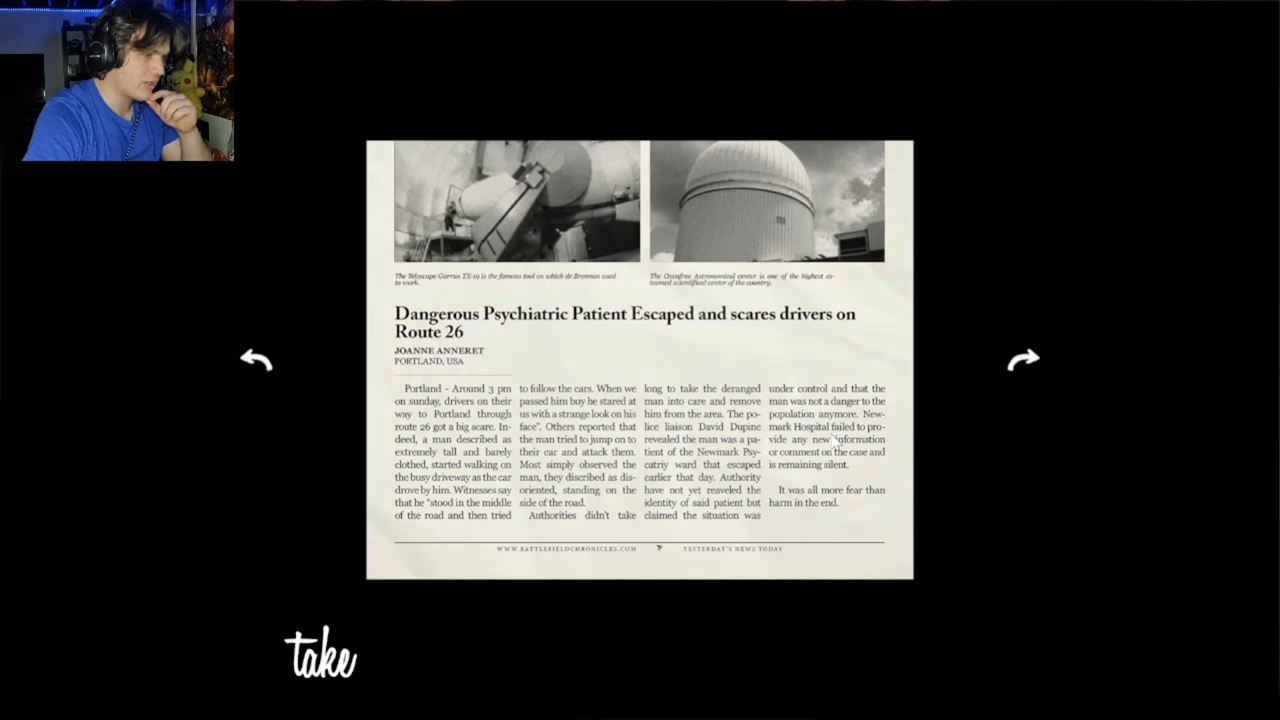 The Telescope Garrus TX-19 is the famous tool on which dr.Brennan used
to work.
The Oxenfree Astronomical center is one of the highest es-
teemed scientifical center of the country.
Dangerous Psychiatric Patient Escaped and scares drivers on
Route 26
JOANNE ANNERET
PORTLAND, USA
Portland - Around 3 pm
on sunday, drivers on their
way to Portland through
route 26 got a big scare. In-
deed, a man described as
extremely tall and barely
clothed, started walking on
the busy driveway as the car
drove by him. Witnesses say
that he "stood in the middle
of the road and then tried
to follow the cars. When we
passed him buy he stared at
us with a strange look on his
face". Others reported that
the man tried to jump on to
their car and attack them.
Most simply observed the
man, they discribed as dis-
oriented, standing on the
side of the road.
Authorities didn't take
long to take the deranged
man into care and remove
him from the area. The po-
lice liaison David Dupine
revealed the man was a pa-
tient of the Newmark Psy-
catriy ward that escaped
earlier that day. Authority
have not yet reaveled the
identity of said patient but
claimed the situation was
under control and that the
man was not a danger to the
population anymore. New-
mark Hospital failed to pro-
vide any new information
or comment on the case and
is remaining silent.
It was all more fear than
harm in the end.
WWW.BATTLEFIELDCHRONICLES.COM
YESTERDAY'S NEWS TODAY
take